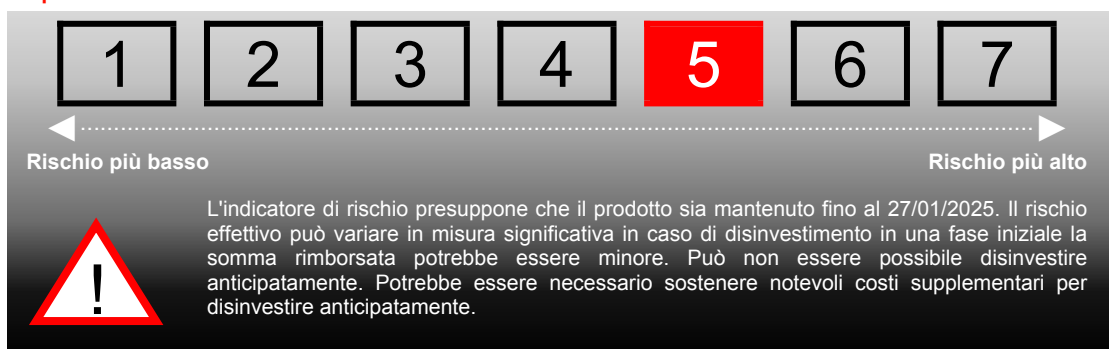 1 2 3 4 5 6 7
Rischio più basso Rischio più alto
L'indicatore di rischio presuppone che il prodotto sia mantenuto fino al 27/01/2025. Il rischio
effettivo può variare in misura significativa in caso di disinvestimento in una fase iniziale la
somma rimborsata potrebbe essere minore. Può non essere possibile disinvestire
anticipatamente. Potrebbe essere necessario sostenere notevoli costi supplementari per
disinvestire anticipatamente.
!